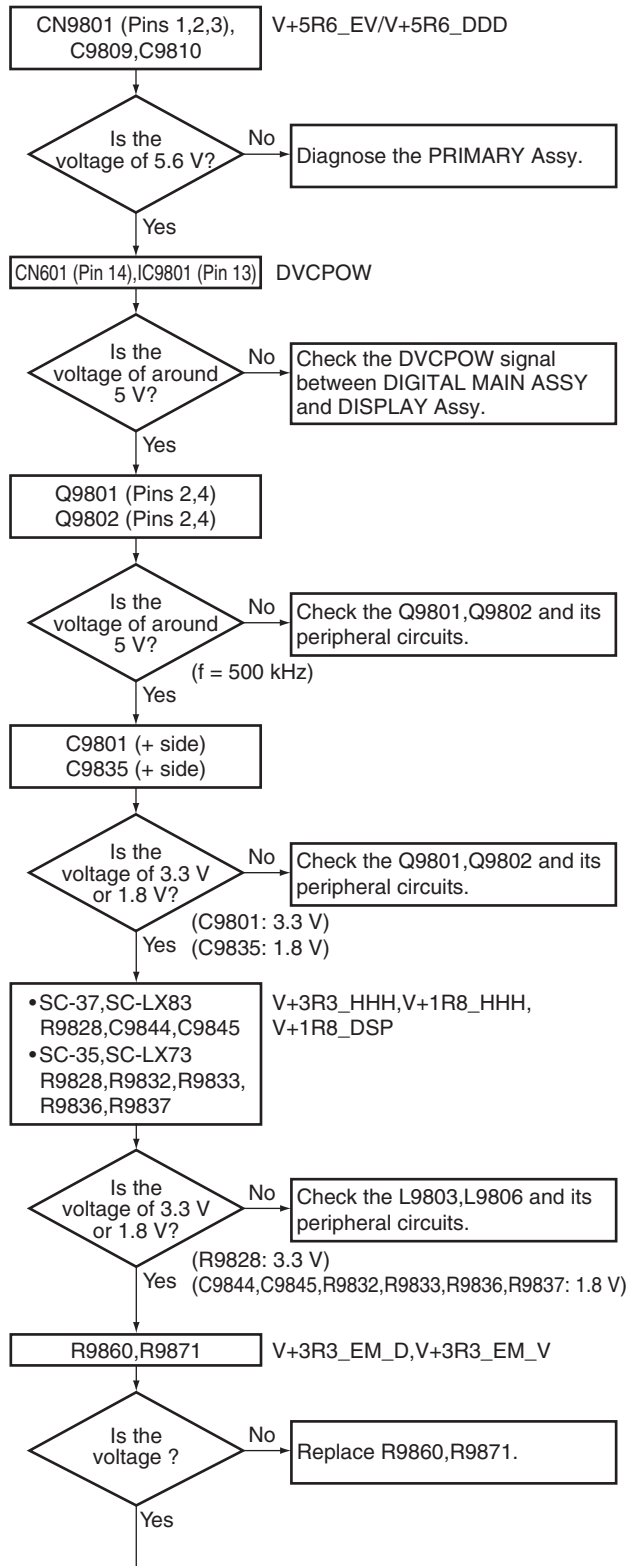 CN9801 (Pins 1,2,3),
C9809,C9810
V+5R6_EV/V+5R6_DDD
Is the
voltage of 5.6 V?
No
Diagnose the PRIMARY Assy.
Yes
CN601 (Pin 14),IC9801 (Pin 13)
DVCPOW
Is the
voltage of around
5 V?
No
Check the DVCPOW signal
between DIGITAL MAIN ASSY
and DISPLAY Assy.
Yes
Q9801 (Pins 2,4)
Q9802 (Pins 2,4)
Is the
voltage of around
5 V?
No
Check the Q9801,Q9802 and its
peripheral circuits.
(f = 500 kHz)
Yes
C9801 (+ side)
C9835 (+ side)
Is the
voltage of 3.3 V
or 1.8 V?
No
Check the Q9801,Q9802 and its
peripheral circuits.
(C9801: 3.3 V)
Yes (C9835: 1.8 V)
•SC-37,SC-LX83
R9828,C9844,C9845
•SC-35,SC-LX73
R9828,R9832,R9833,
R9836,R9837
V+3R3_HHH,V+1R8_HHH,
V+1R8_DSP
Is the
voltage of 3.3 V
or 1.8 V?
No
Check the L9803,L9806 and its
peripheral circuits.
(R9828: 3.3 V)
Yes (C9844,C9845,R9832,R9833,R9836,R9837: 1.8 V)
R9860,R9871
V+3R3_EM_D,V+3R3_EM_V
Is the
voltage ?
No
Replace R9860,R9871.
Yes